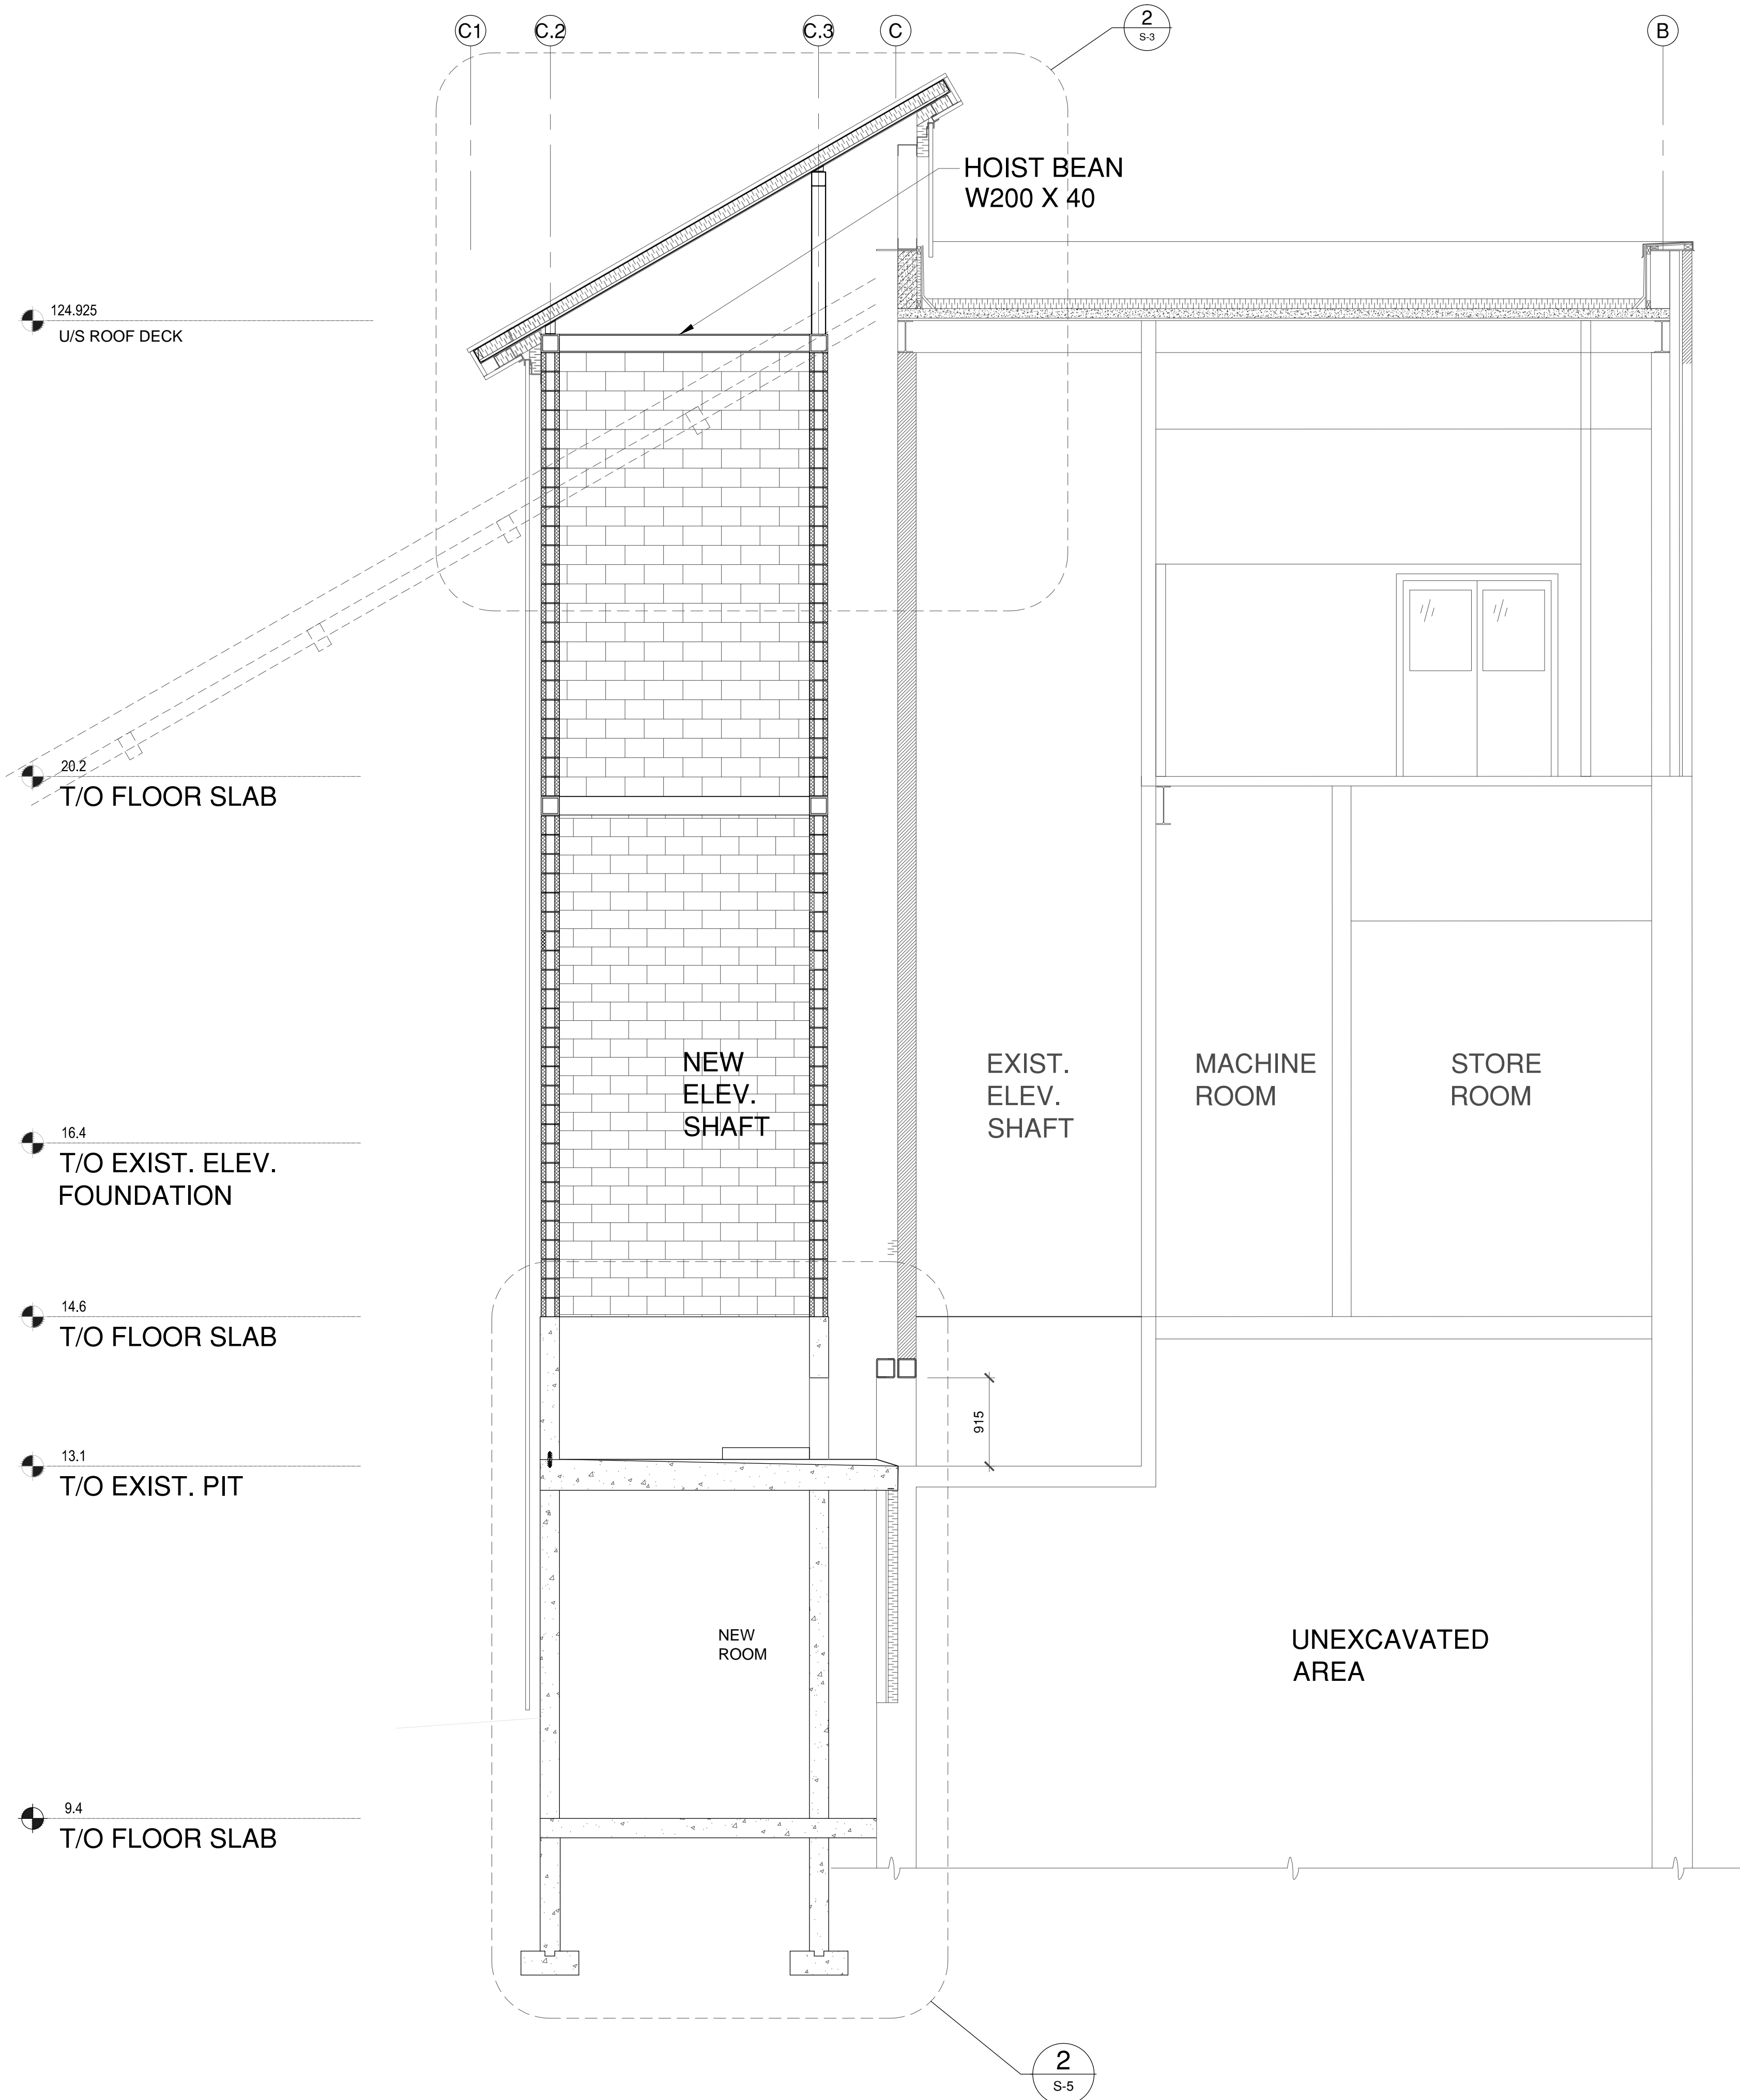 C1
C.2
C.3
C
2
S-3
B
HOIST BEAN
W200 X 40
124.925
U/S ROOF DECK
20.2
T/O FLOOR SLAB
NEW
ELEV.
SHAFT
EXIST.
ELEV.
SHAFT
MACHINE
ROOM
STORE
ROOM
16.4
T/O EXIST. ELEV.
FOUNDATION
14.6
T/O FLOOR SLAB
915
13.1
T/O EXIST. PIT
NEW
ROOM
UNEXCAVATED
AREA
9.4
T/O FLOOR SLAB
2
S-5